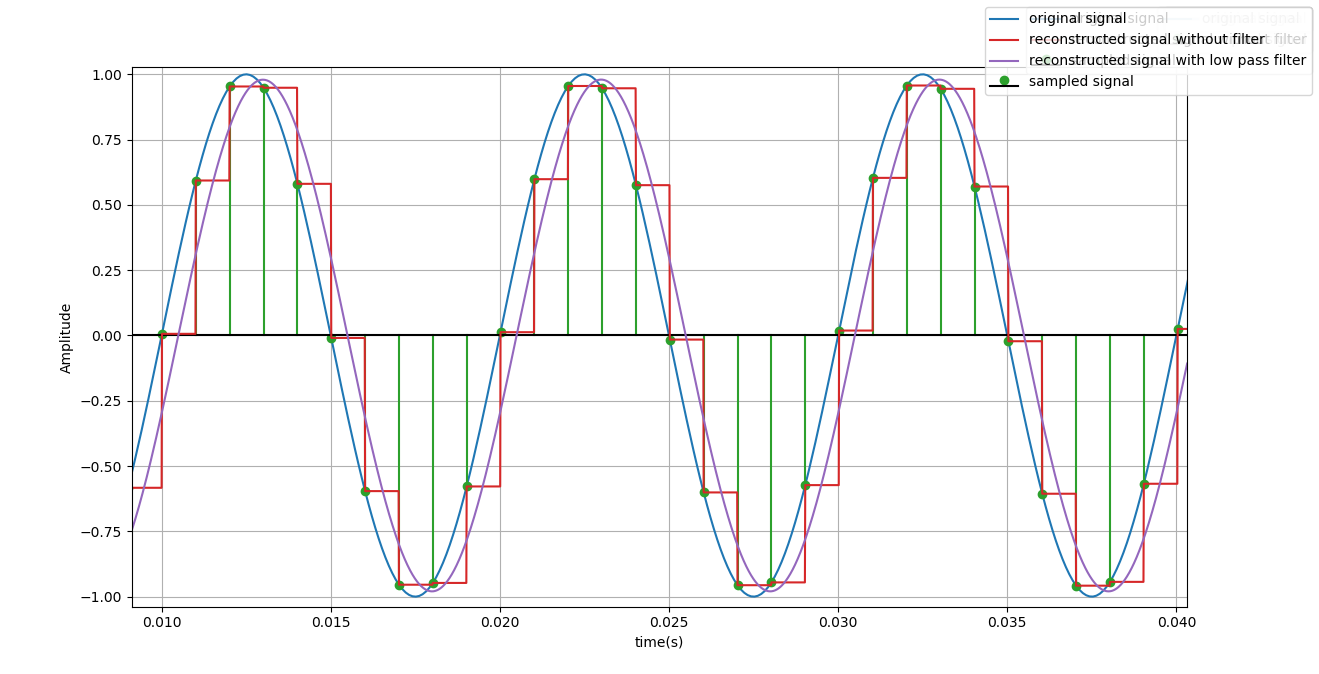 original signal
reconstructed signal without filter
reconstructed signal with low pass filter
sampled signal
1.00
0.75
0.50
0.25
0.00
−0.25
−0.50
−0.75
−1.00
Amplitude
0.010 0.015 0.020 0.025 0.030 0.035 0.040
time(s)